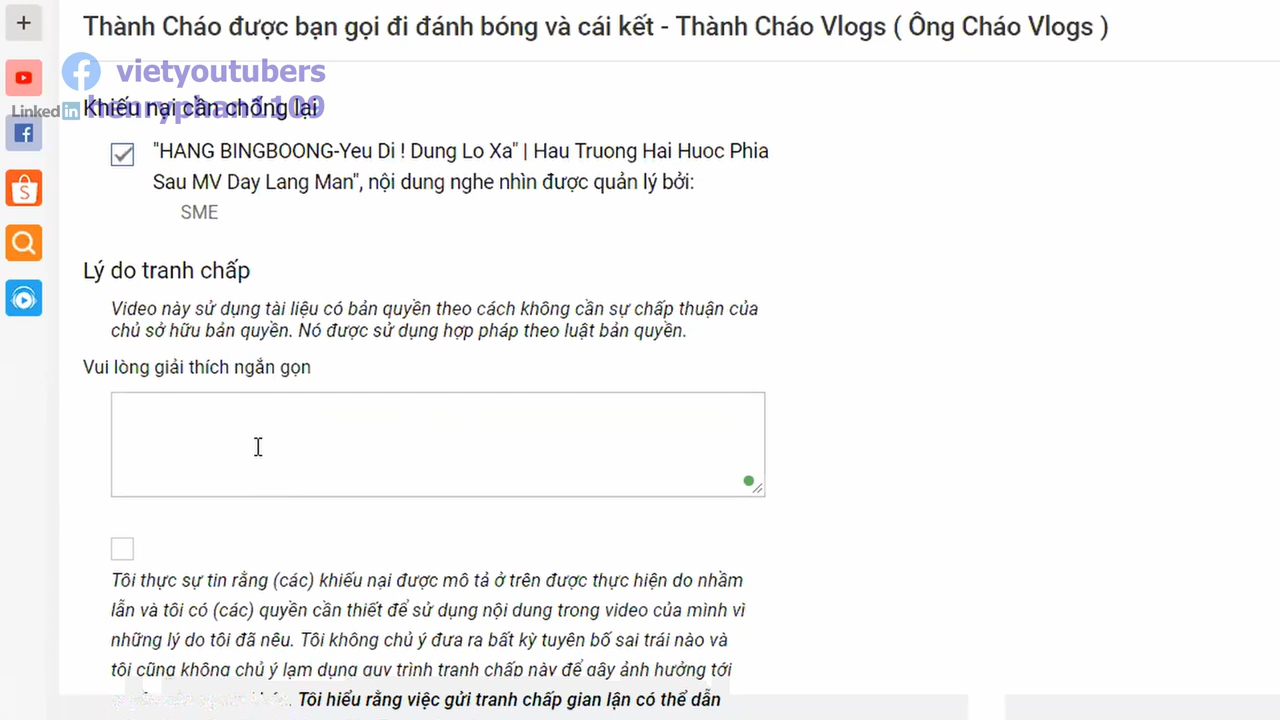 Thành Cháo được bạn gọi đi đánh bóng và cái kết - Thành Cháo Vlogs ( Ông Cháo Vlogs )
vietyoutubers
Linked in
henryphan1109
Khiếu nại cần chống lại
"HANG BINGBOONG-Yeu Di ! Dung Lo Xa" | Hau Truong Hai Huoc Phia
Sau MV Day Lang Man", nội dung nghe nhìn được quản lý bởi:
SME
Lý do tranh chấp
Video này sử dụng tài liệu có bản quyền theo cách không cần sự chấp thuận của
chủ sở hữu bản quyền. Nó được sử dụng hợp pháp theo luật bản quyền.
Vui lòng giải thích ngắn gọn
Tôi thực sự tin rằng (các) khiếu nại được mô tả ở trên được thực hiện do nhầm
lẫn và tôi có (các) quyền cần thiết để sử dụng nội dung trong video của mình vì
những lý do tôi đã nêu. Tôi không chủ ý đưa ra bất kỳ tuyên bố sai trái nào và
tôi cũng không chủ ý lạm dụng quy trình tranh chấp này để gây ảnh hưởng tới
Tôi hiểu rằng việc gửi tranh chấp gian lận có thể dẫn